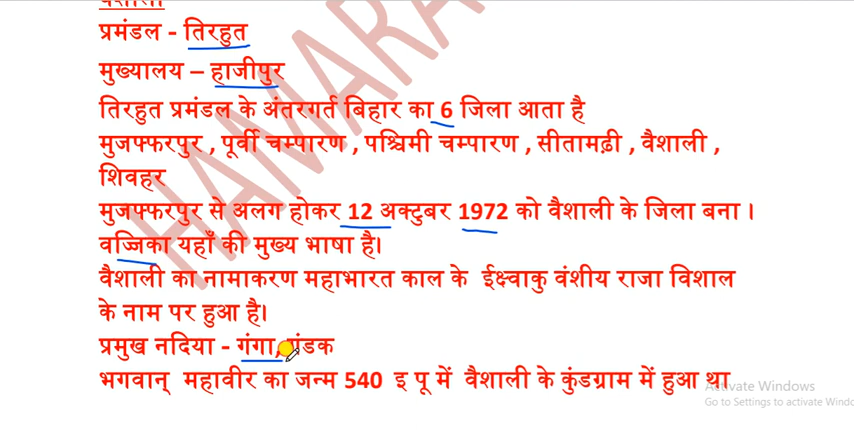 वैशाली
प्रमंडल - तिरहुत
मुख्यालय – हाजीपुर
तिरहुत प्रमंडल के अंतरगर्त बिहार का 6 जिला आता है
मुजफ्फरपुर , पूर्वी चम्पारण , पश्चिमी चम्पारण , सीतामढ़ी , वैशाली ,
शिवहर
मुजफ्फरपुर से अलग होकर 12 अक्टुबर 1972 को वैशाली के जिला बना ।
वज्जिका यहाँ की मुख्य भाषा है।
वैशाली का नामाकरण महाभारत काल के ईक्ष्वाकु वंशीय राजा विशाल
के नाम पर हुआ है।
प्रमुख नदिया - गंगा, गंडक
भगवान् महावीर का जन्म 540 इ पू में वैशाली के कुंडग्राम में हुआ था
HAMARA
Activate Windows
Go to Settings to activate Windo